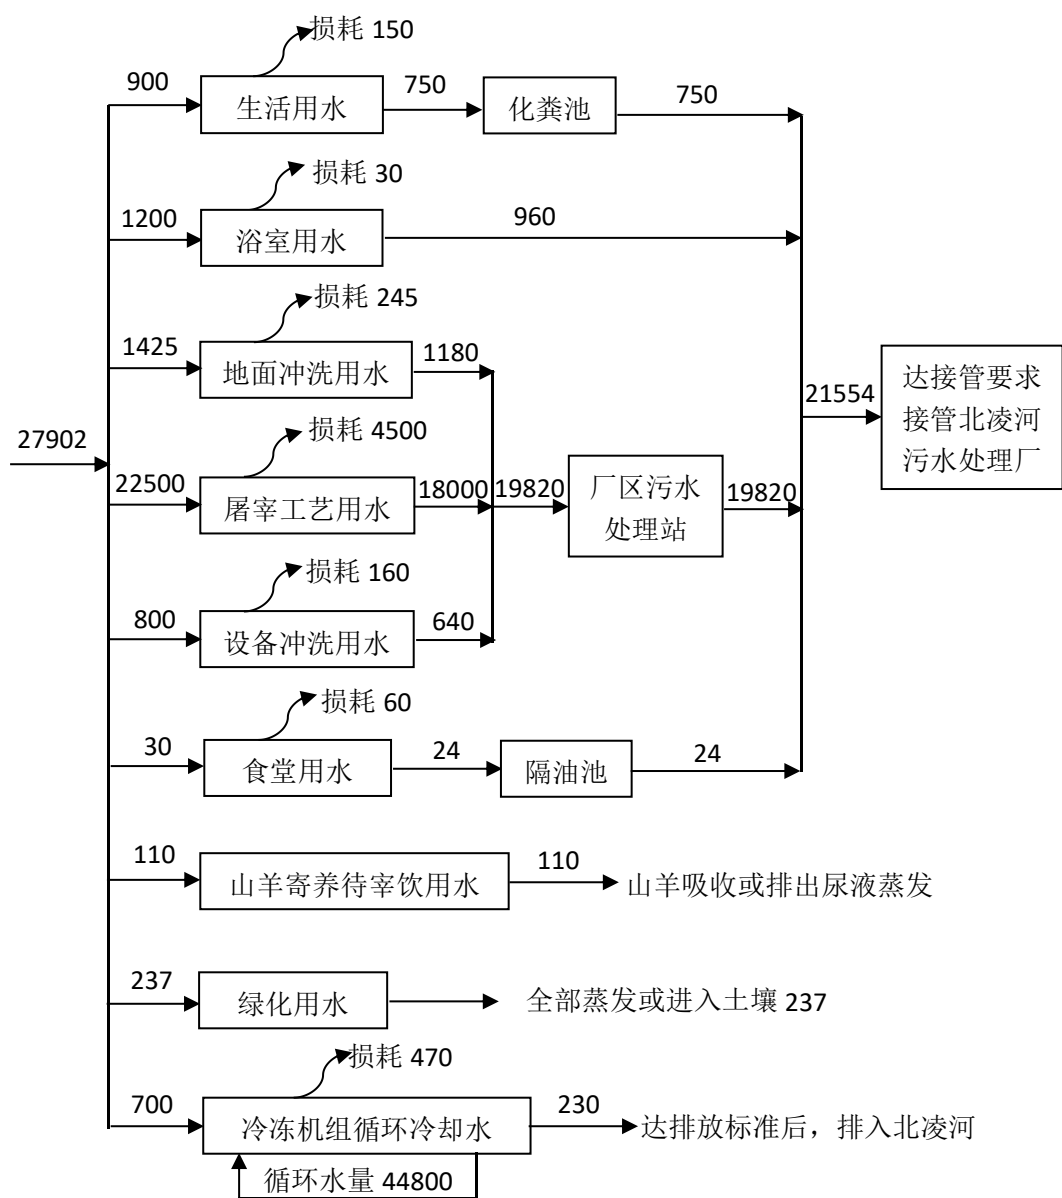 损耗 150
900
生活用水
750
化粪池
750
损耗 30
1200
浴室用水
960
损耗 245
1425
地面冲洗用水
1180
27902
损耗 4500
22500
屠宰工艺用水
18000
19820
厂区污水
处理站
19820
21554
达接管要求
接管北凌河
污水处理厂
损耗 160
800
设备冲洗用水
640
损耗 60
30
食堂用水
24
隔油池
24
110
山羊寄养待宰饮用水
110
山羊吸收或排出尿液蒸发
237
绿化用水
全部蒸发或进入土壤 237
损耗 470
700
冷冻机组循环冷却水
230
达排放标准后，排入北凌河
循环水量 44800